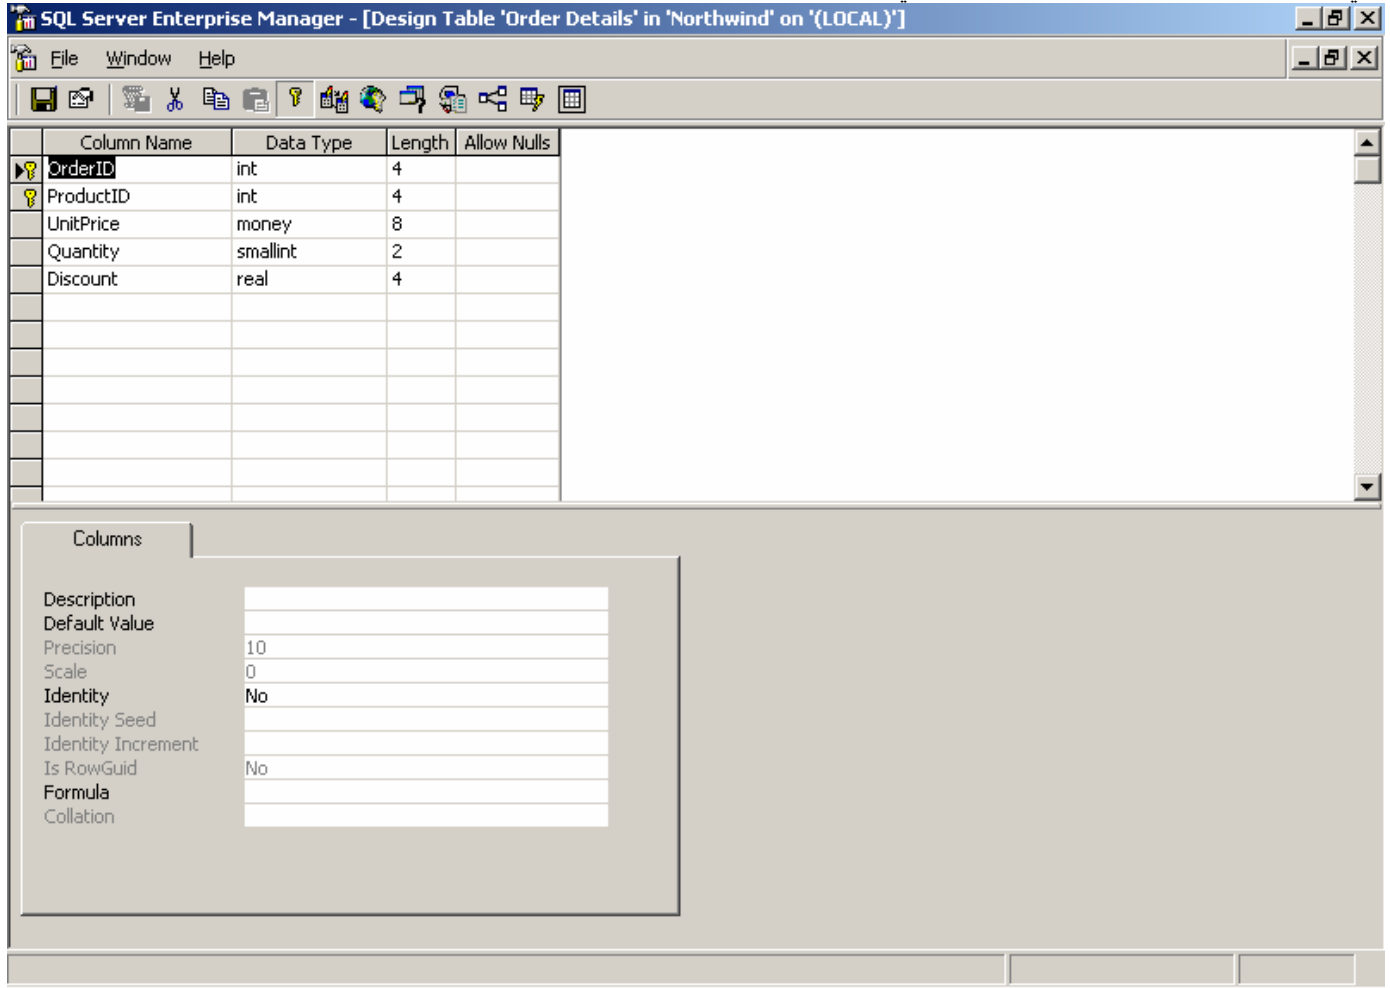 SQL Server Enterprise Manager - [Design Table 'Order Details' in 'Northwind' on '(LOCAL)']
File Window Help
Column Name Data Type Length Allow Nulls
OrderID int 4
ProductID int 4
UnitPrice money 8
Quantity smallint 2
Discount real 4
Columns
Description
Default Value
Precision 10
Scale 0
Identity No
Identity Seed
Identity Increment
Is RowGuid No
Formula
Collation